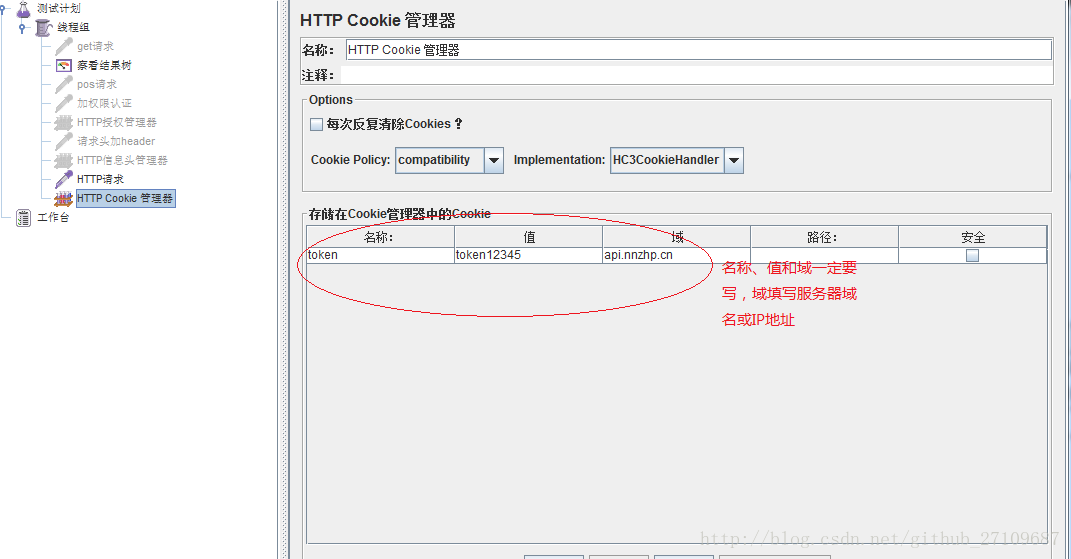 测试计划
线程组
get请求
察看结果树
pos请求
加权限认证
HTTP授权管理器
请求头加header
HTTP信息头管理器
HTTP请求
HTTP Cookie 管理器
工作台
HTTP Cookie 管理器
名称： HTTP Cookie 管理器
注释：
Options
每次反复清除Cookies？
Cookie Policy: compatibility Implementation: HC3CookieHandler
存储在Cookie管理器中的Cookie
名称： 值 域 路径： 安全
token token12345 api.nnzhp.cn
名称、值和域一定要
写，域填写服务器域
名或IP地址
http://blog.csdn.net/github_27109687